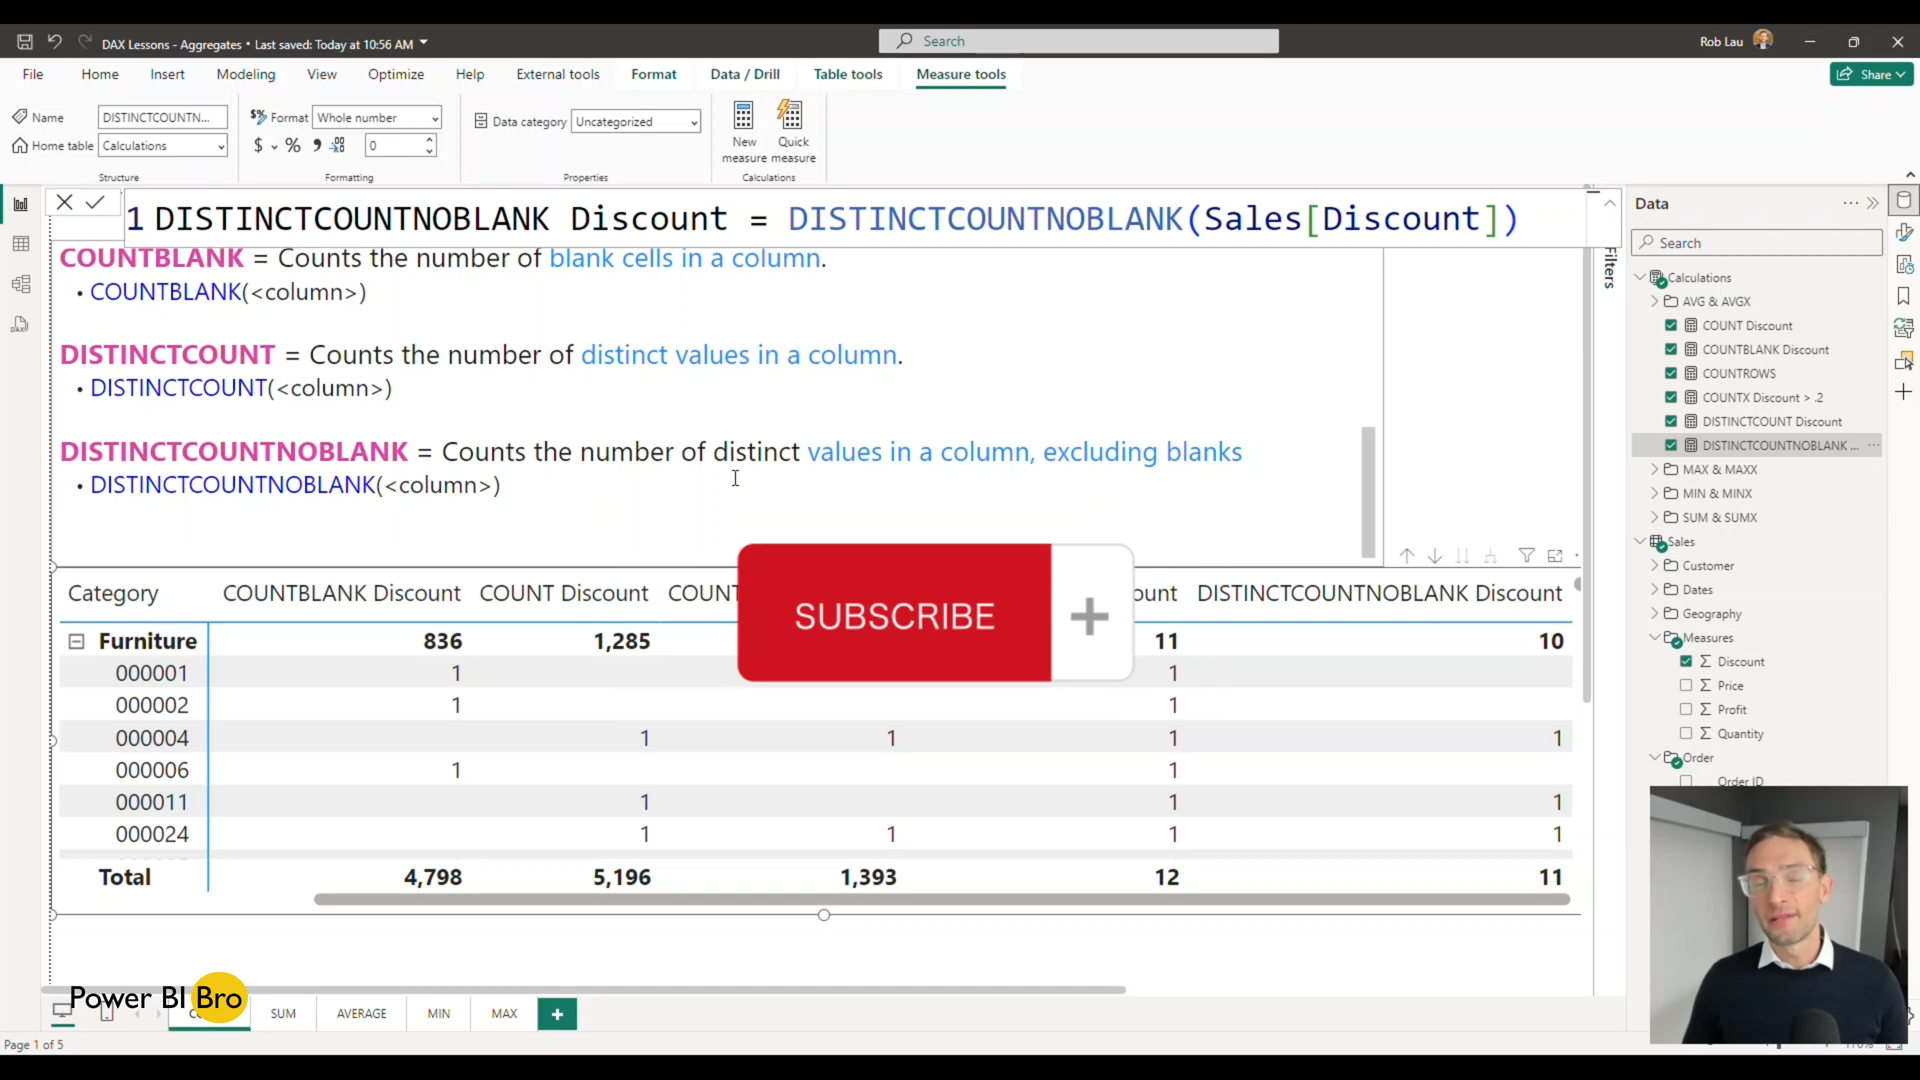 DAX Lessons - Aggregates • Last saved: Today at 10:56 AM
Search
Rob Lau
File Home Insert Modeling View Optimize Help External tools Format Data / Drill Table tools Measure tools
Share
Name DISTINCTCOUNTN...
Home table Calculations
Structure
Format Whole number
$ % 0
Formatting
Data category Uncategorized
Properties
New measure
Quick measure
Calculations
1 DISTINCTCOUNTNOBLANK Discount = DISTINCTCOUNTNOBLANK(Sales[Discount])
COUNTBLANK = Counts the number of blank cells in a column.
• COUNTBLANK(<column>)
DISTINCTCOUNT = Counts the number of distinct values in a column.
• DISTINCTCOUNT(<column>)
DISTINCTCOUNTNOBLANK = Counts the number of distinct values in a column, excluding blanks
• DISTINCTCOUNTNOBLANK(<column>)
SUBSCRIBE +
Category COUNTBLANK Discount COUNT Discount DISTINCTCOUNTNOBLANK Discount
Furniture 836 1,285 11 10
000001 1 1
000002 1 1
000004 1 1 1 1
000006 1 1
000011 1 1 1
000024 1 1 1 1
Total 4,798 5,196 1,393 12 11
Filters
Data
Search
Calculations
AVG & AVGX
COUNT Discount
COUNTBLANK Discount
COUNTROWS
COUNTX Discount > .2
DISTINCTCOUNT Discount
DISTINCTCOUNTNOBLANK ...
MAX & MAXX
MIN & MINX
SUM & SUMX
Sales
Customer
Dates
Geography
Measures
Discount
Price
Profit
Quantity
Order
Order ID
Power BI Bro
SUM AVERAGE MIN MAX
Page 1 of 5